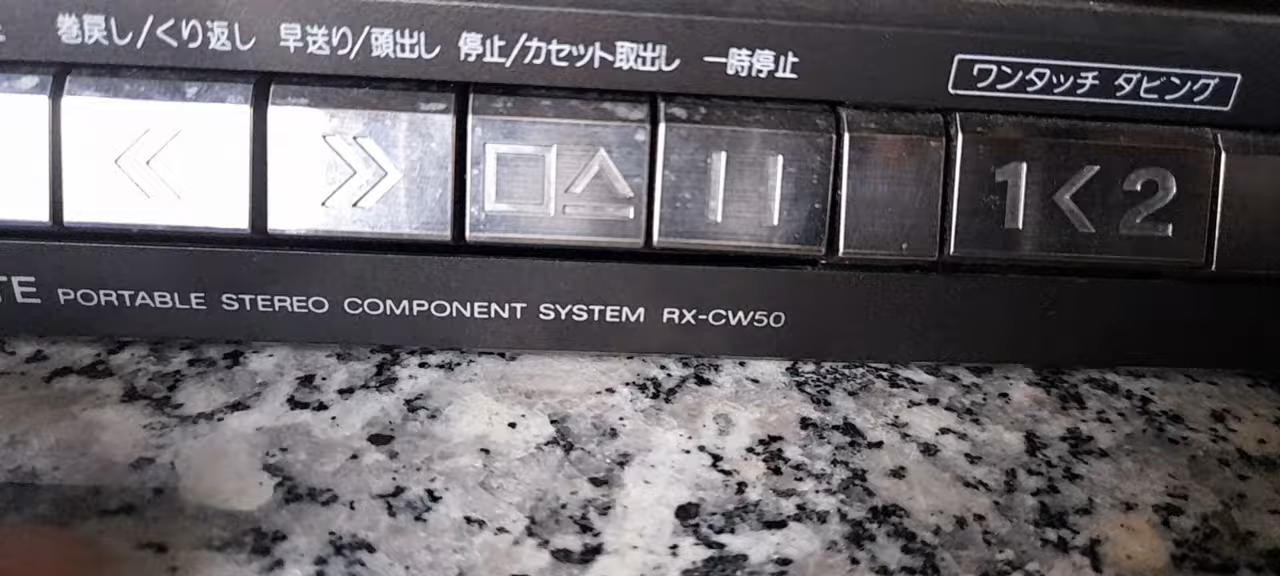 巻戻し/くり返し 早送り/頭出し 停止/カセット取出し 一時停止
ワンタッチ ダビング
1 2
TE PORTABLE STEREO COMPONENT SYSTEM RX-CW50